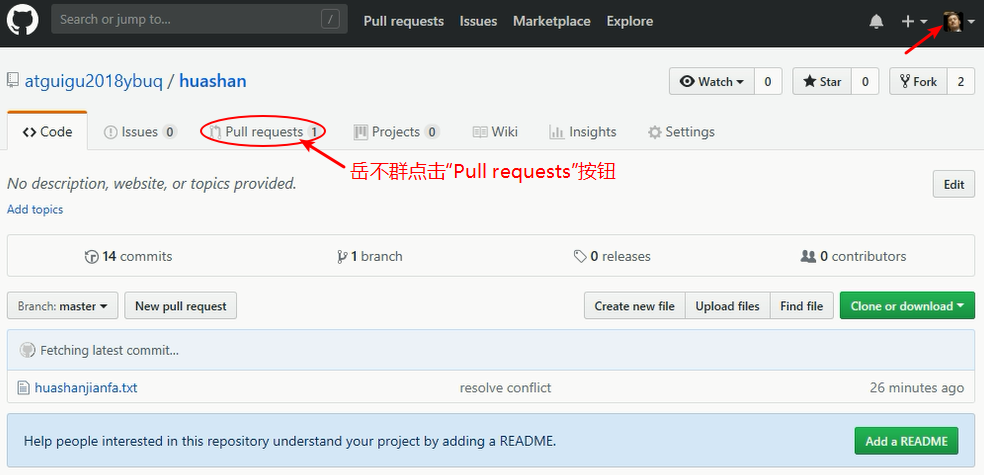 Search or jump to... / Pull requests Issues Marketplace Explore
atguigu2018ybuq / huashan Watch 0 Star 0 Fork 2
Code Issues 0 Pull requests 1 Projects 0 Wiki Insights Settings
岳不群点击“Pull requests”按钮
No description, website, or topics provided. Edit
Add topics
14 commits 1 branch 0 releases 0 contributors
Branch: master New pull request Create new file Upload files Find file Clone or download
Fetching latest commit...
huashanjianfa.txt resolve conflict 26 minutes ago
Help people interested in this repository understand your project by adding a README. Add a README